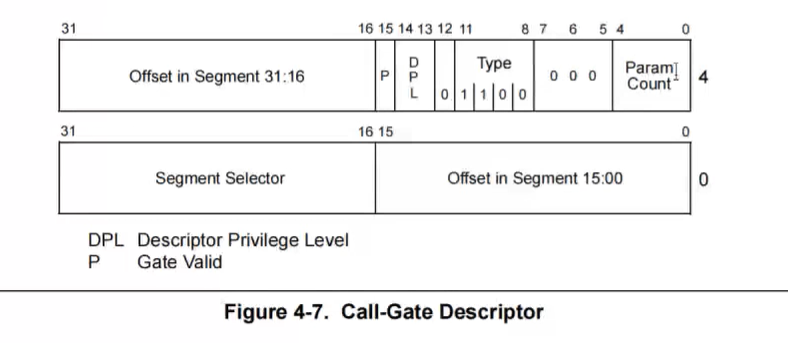 31 16 15 14 13 12 11 8 7 6 5 4 0
Offset in Segment 31:16 P DPL 0 Type 1 1 0 0 0 0 0 Param Count 4
31 16 15 0
Segment Selector Offset in Segment 15:00 0
DPL Descriptor Privilege Level
P Gate Valid
Figure 4-7. Call-Gate Descriptor